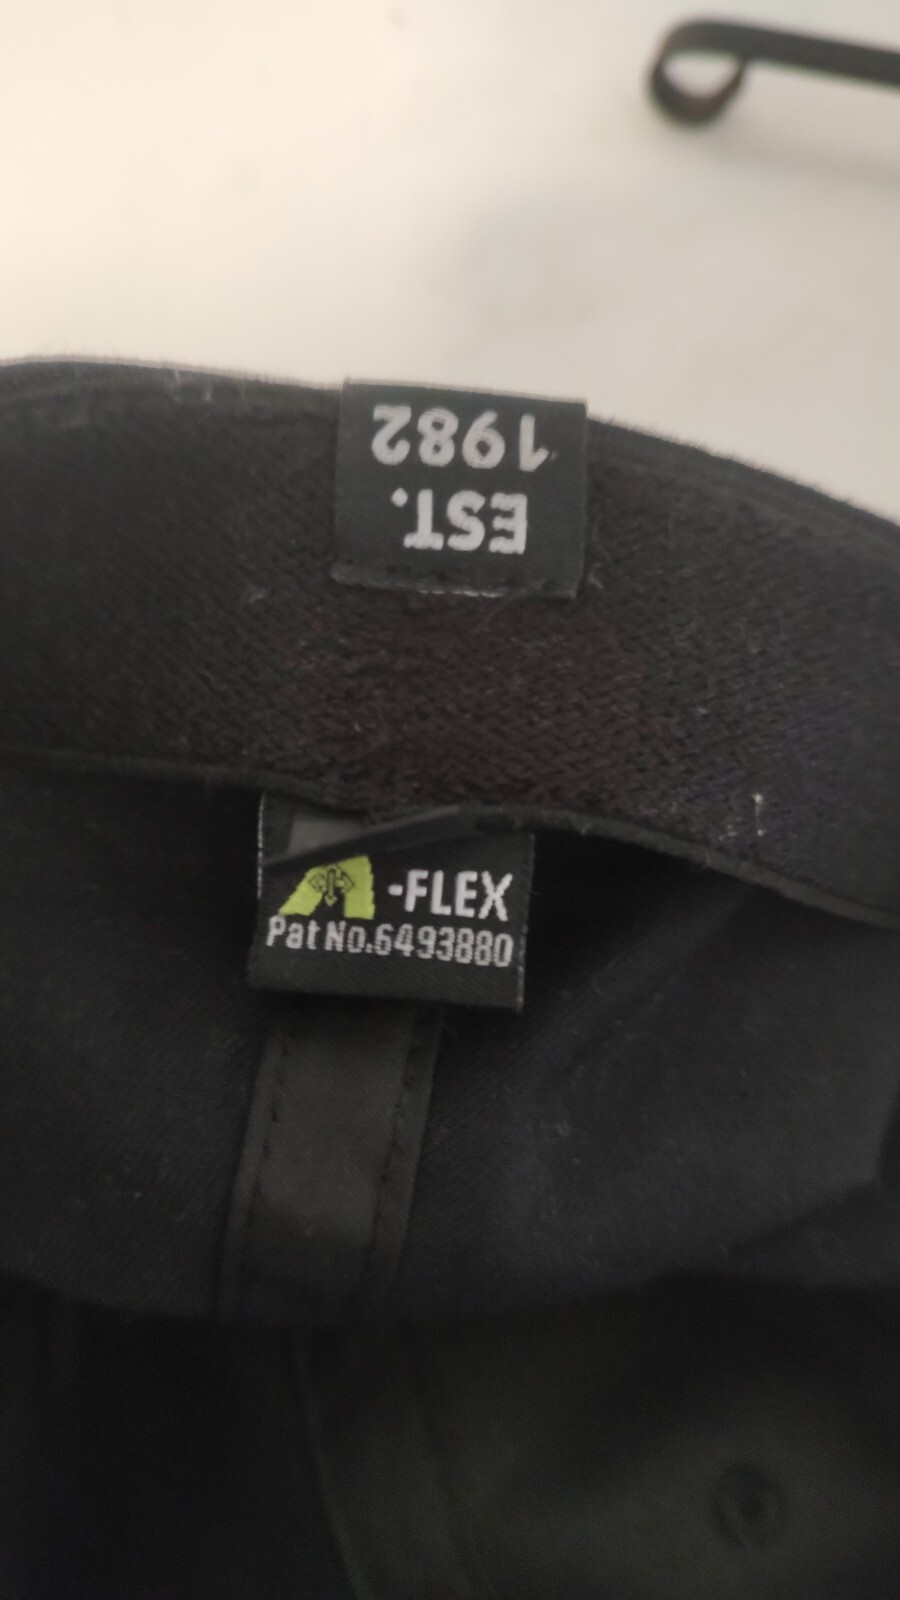 EST.
1982
A-FLEX
Pat No.6493880